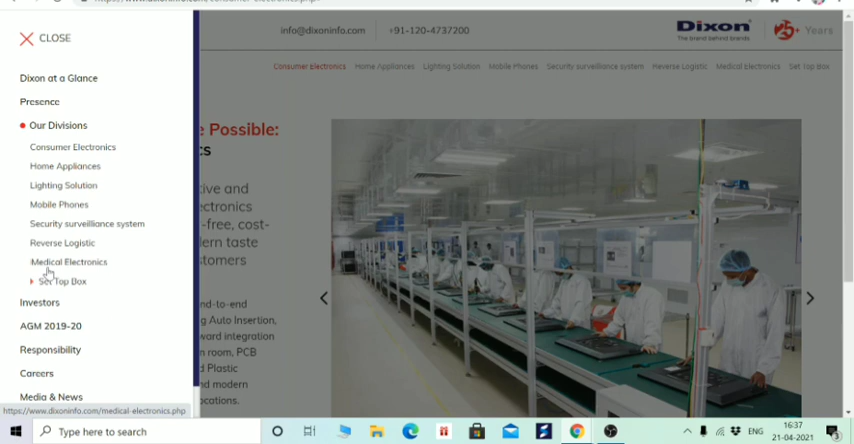 CLOSE
info@dixoninfo.com
+91-120-4737200
Dixon
The brand behind brands
25+ Years
Consumer Electronics Home Appliances Lighting Solution Mobile Phones Security surveillance system Reverse Logistic Medical Electronics Set Top Box
Dixon at a Glance
Presence
Our Divisions
Consumer Electronics
Home Appliances
Lighting Solution
Mobile Phones
Security surveilliance system
Reverse Logistic
Medical Electronics
Set Top Box
Investors
AGM 2019-20
Responsibility
Careers
Media & News
e Possible:
cs
tive and
ectronics
-free, cost-
lern taste
stomers
nd-to-end
g Auto Insertion,
ward integration
n room, PCB
d Plastic
nd modern
ocations.
https://www.dixoninfo.com/medical-electronics.php
Type here to search
ENG
16:37
21-04-2021